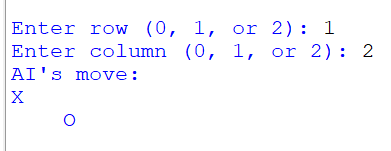 Enter row (0, 1, or 2): 1
Enter column (0, 1, or 2): 2
AI's move:
X
    O